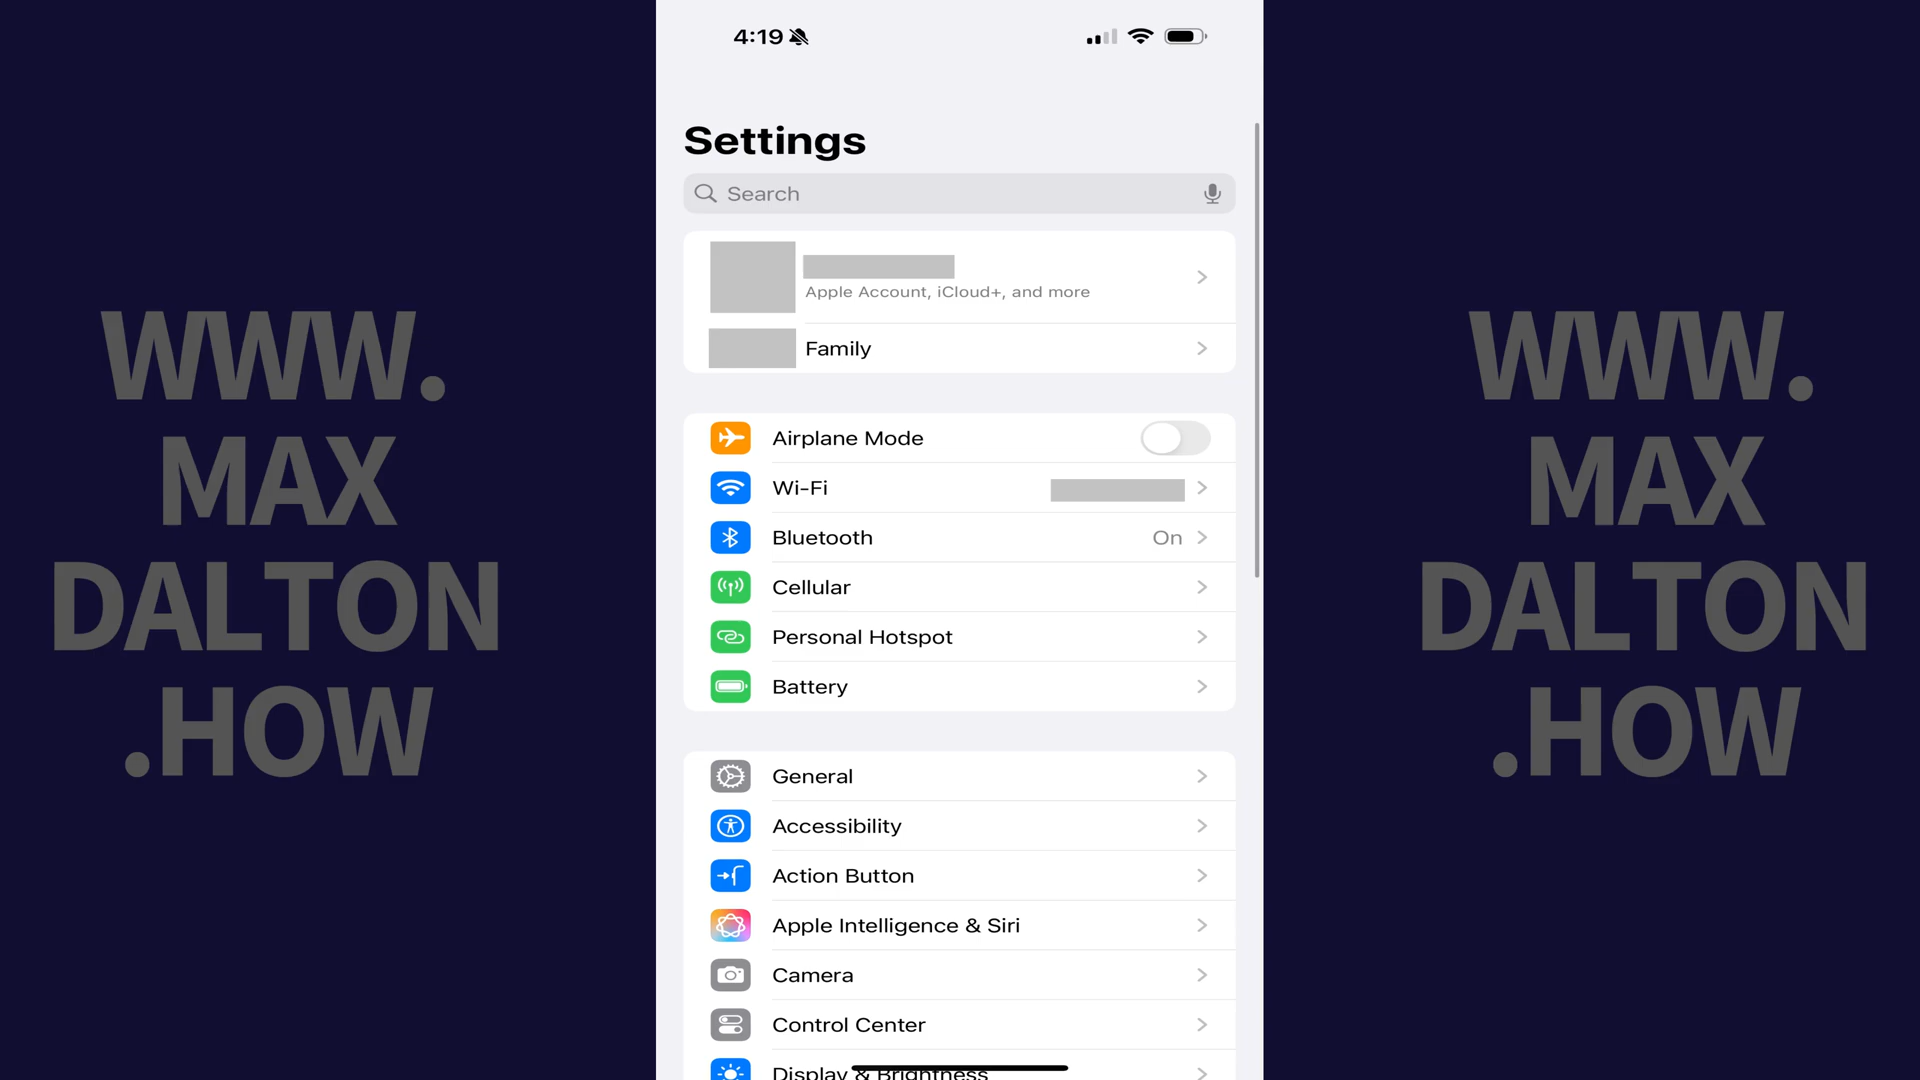 WWW.
MAX
DALTON
.HOW
4:19
Settings
Search
Apple Account, iCloud+, and more
Family
Airplane Mode
Wi-Fi
Bluetooth On
Cellular
Personal Hotspot
Battery
General
Accessibility
Action Button
Apple Intelligence & Siri
Camera
Control Center
Display & Brightness
WWW.
MAX
DALTON
.HOW